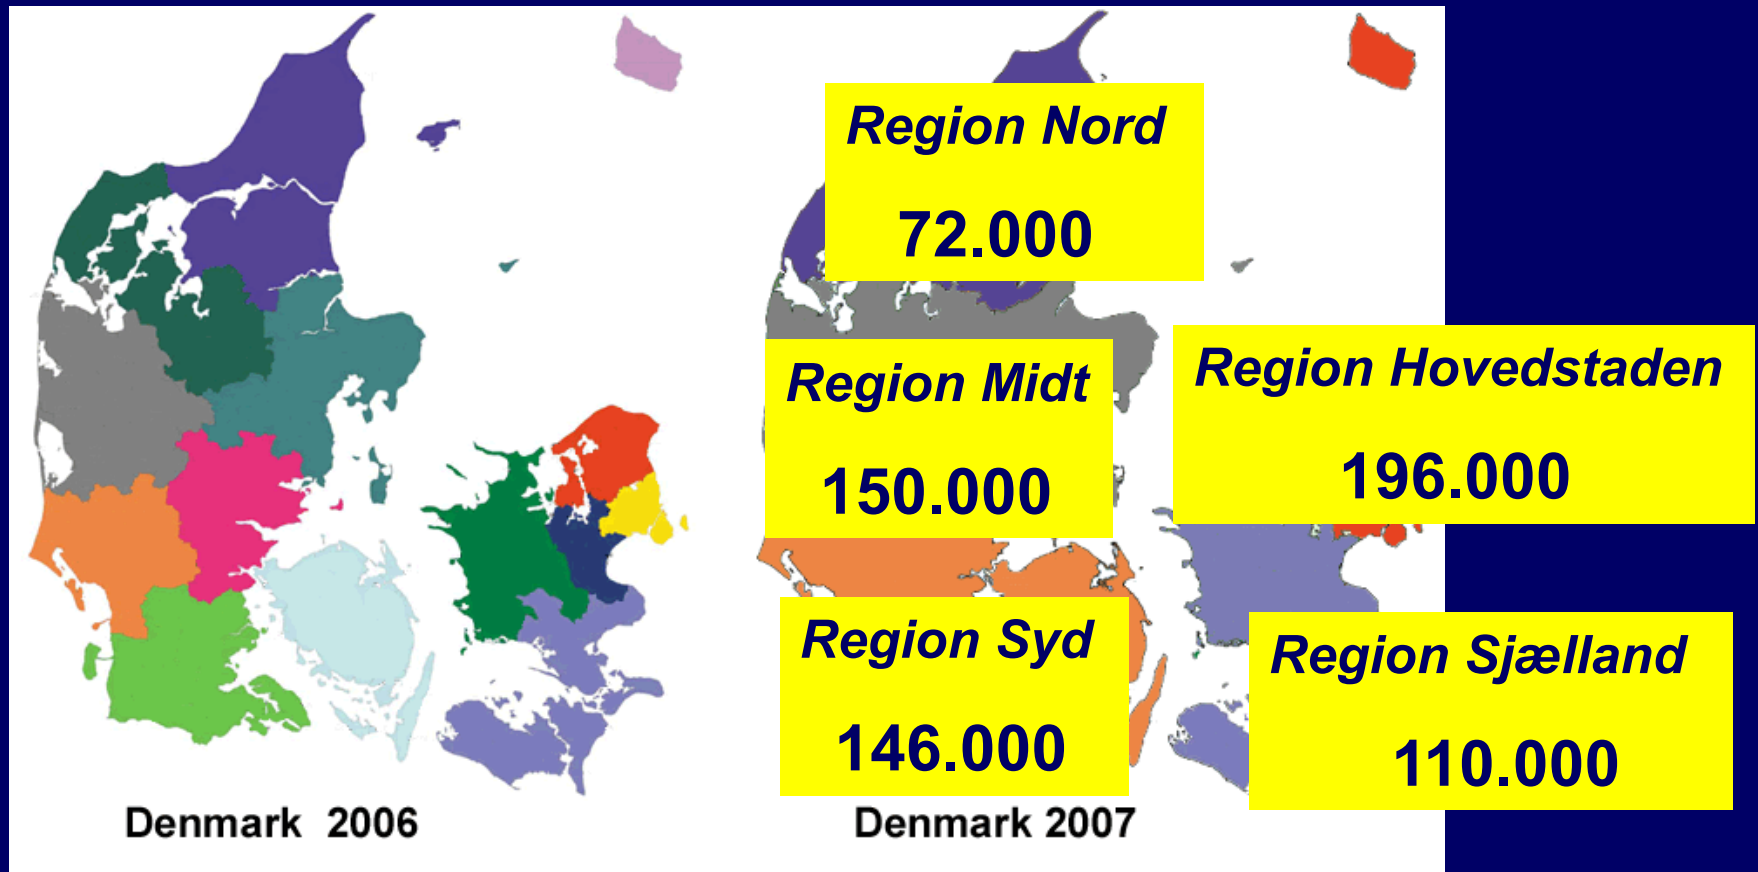 Region Nord
72.000
Region Midt
150.000
Region Hovedstaden
196.000
Region Syd
146.000
Region Sjælland
110.000
Denmark 2006
Denmark 2007